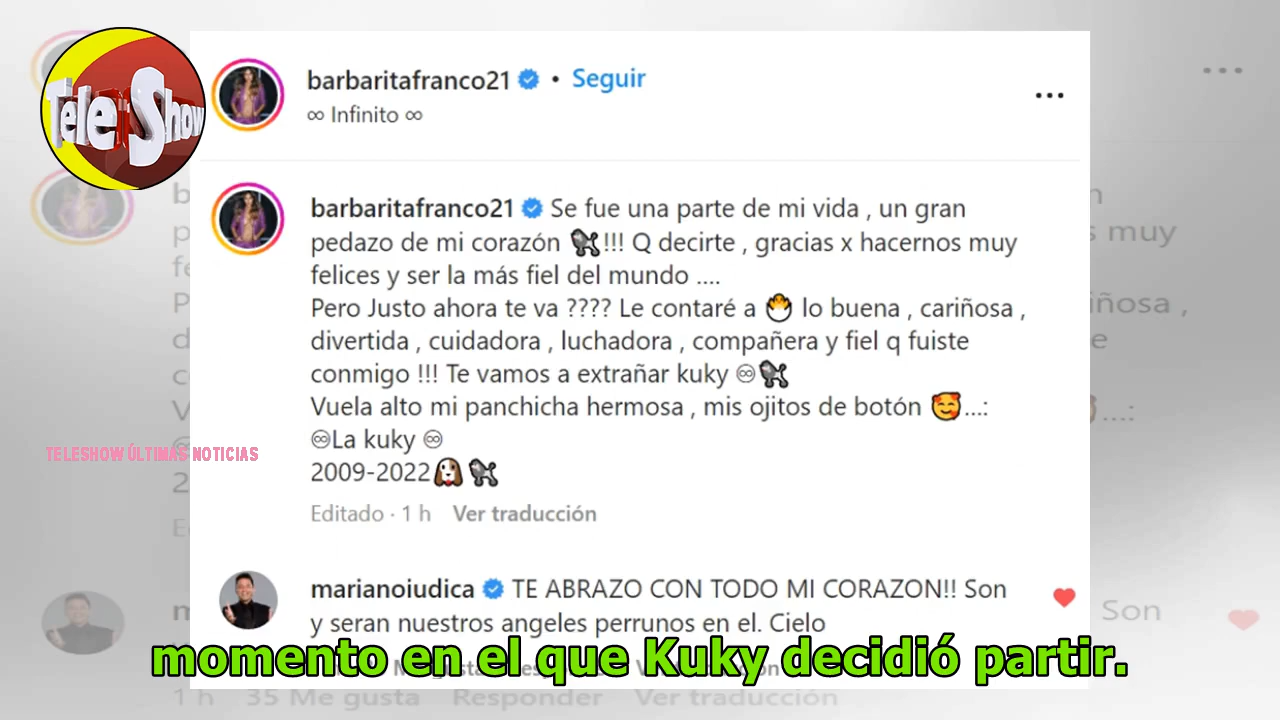 Tele Show
barbaritafranco21 • Seguir
∞ Infinito ∞
barbaritafranco21 Se fue una parte de mi vida , un gran
pedazo de mi corazón 🐩!!! Q decirte , gracias x hacernos muy
felices y ser la más fiel del mundo ....
Pero Justo ahora te va ???? Le contaré a 🐣 lo buena , cariñosa ,
divertida , cuidadora , luchadora , compañera y fiel q fuiste
conmigo !!! Te vamos a extrañar kuky ♾🐩
Vuela alto mi panchicha hermosa , mis ojitos de botón 🥰...:
♾La kuky ♾
2009-2022🐶🐩
Editado · 1 h Ver traducción
TELESHOW ÚLTIMAS NOTICIAS
marianoiudica TE ABRAZO CON TODO MI CORAZON!! Son
y seran nuestros angeles perrunos en el. Cielo
momento en el que Kuky decidió partir.
1 h 35 Me gusta Responder Ver traducción